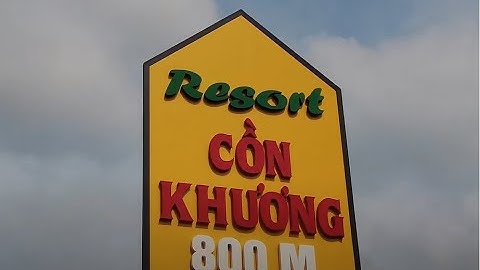 Resort
CỒN
KHƯƠNG
800 M